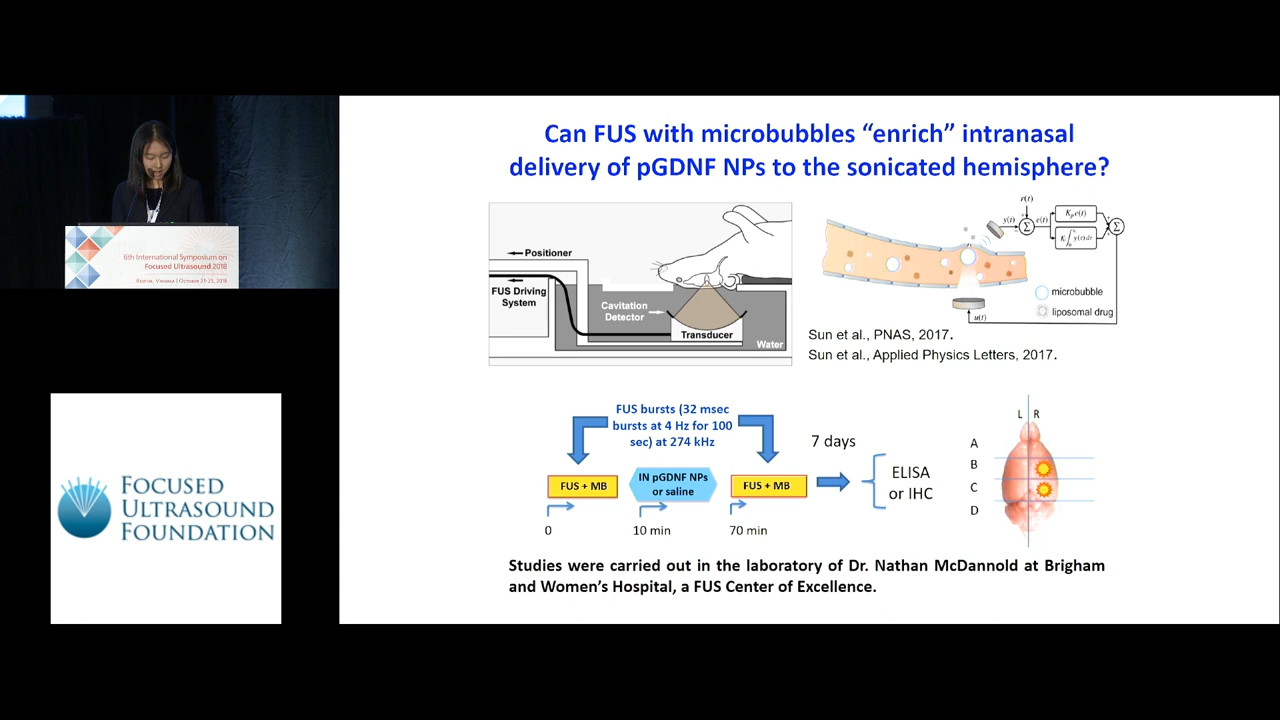 Can FUS with microbubbles “enrich” intranasal
delivery of pGDNF NPs to the sonicated hemisphere?
6th International Symposium on
Focused Ultrasound 2018
Reston, Virginia | October 21-25, 2018
FOCUSED
ULTRASOUND
FOUNDATION
Positioner
FUS Driving
System
Cavitation
Detector
Transducer
Water
r(t)
y(t)
e(t)
Σ
Σ
u(t)
microbubble
liposomal drug
Sun et al., PNAS, 2017.
Sun et al., Applied Physics Letters, 2017.
FUS bursts (32 msec
bursts at 4 Hz for 100
sec) at 274 kHz
FUS + MB
IN pGDNF NPs
or saline
FUS + MB
0
10 min
70 min
7 days
ELISA
or IHC
L R
A
B
C
D
Studies were carried out in the laboratory of Dr. Nathan McDannold at Brigham
and Women’s Hospital, a FUS Center of Excellence.